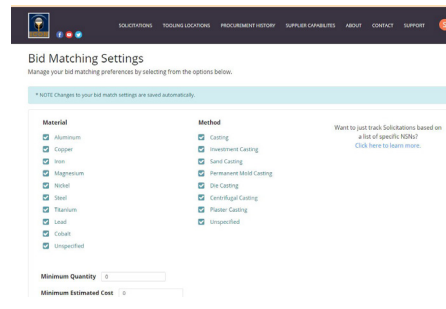 SOLICITATIONS TOOLING LOCATIONS PROCUREMENT HISTORY SUPPLIER CAPABILITES ABOUT CONTACT SUPPORT
Bid Matching Settings
Manage your bid matching preferences by selecting from the options below.
* NOTE Changes to your bid match settings are saved automatically.
Material
Aluminum
Copper
Iron
Magnesium
Nickel
Steel
Titanium
Lead
Cobalt
Unspecified
Method
Casting
Investment Casting
Sand Casting
Permanent Mold Casting
Die Casting
Centrifugal Casting
Plaster Casting
Unspecified
Want to just track Solicitations based on
a list of specific NSNs?
Click here to learn more.
Minimum Quantity 0
Minimum Estimated Cost 0